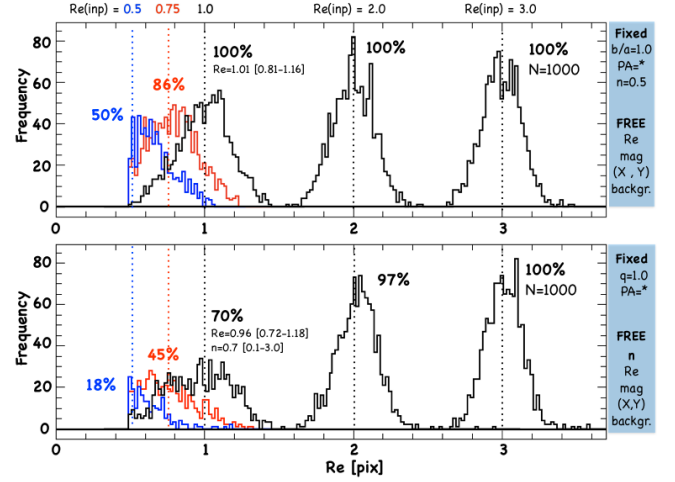 Re(inp) = 0.5 0.75 1.0 Re(inp) = 2.0 Re(inp) = 3.0
80
60
40
20
0
Frequency
50%
86%
100%
Re=1.01 [0.81-1.16]
100%
100%
N=1000
0 1 2 3
Fixed
b/a=1.0
PA=*
n=0.5
FREE
Re
mag
(X , Y)
backgr.
80
60
40
20
0
Frequency
18%
45%
70%
Re=0.96 [0.72-1.18]
n=0.7 [0.1-3.0]
97%
100%
N=1000
0 1 2 3
Re [pix]
Fixed
q=1.0
PA=*
FREE
n
Re
mag
(X,Y)
backgr.